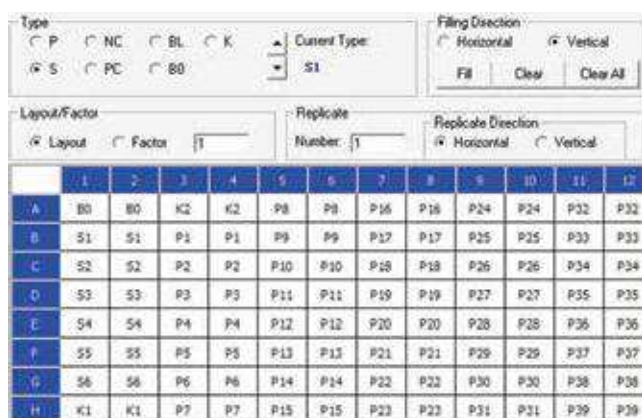 Type
P NC BL K
S PC B0
Current Type:
S1
Filling Direction
Horizontal Vertical
Fill Clear Clear All
Layout/Factor
Layout Factor 1
Replicate
Number: 1
Replicate Direction
Horizontal Vertical
1 2 3 4 5 6 7 8 9 10 11 12
A B0 B0 K2 K2 P8 P8 P16 P16 P24 P24 P32 P32
B S1 S1 P1 P1 P9 P9 P17 P17 P25 P25 P33 P33
C S2 S2 P2 P2 P10 P10 P18 P18 P26 P26 P34 P34
D S3 S3 P3 P3 P11 P11 P19 P19 P27 P27 P35 P35
E S4 S4 P4 P4 P12 P12 P20 P20 P28 P28 P36 P36
F S5 S5 P5 P5 P13 P13 P21 P21 P29 P29 P37 P37
G S6 S6 P6 P6 P14 P14 P22 P22 P30 P30 P38 P38
H K1 K1 P7 P7 P15 P15 P23 P23 P31 P31 P39 P39